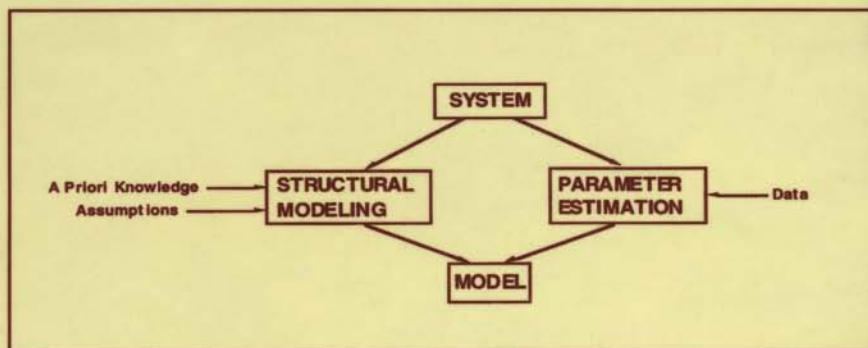 SYSTEM
A Priori Knowledge
Assumptions
STRUCTURAL
MODELING
PARAMETER
ESTIMATION
Data
MODEL